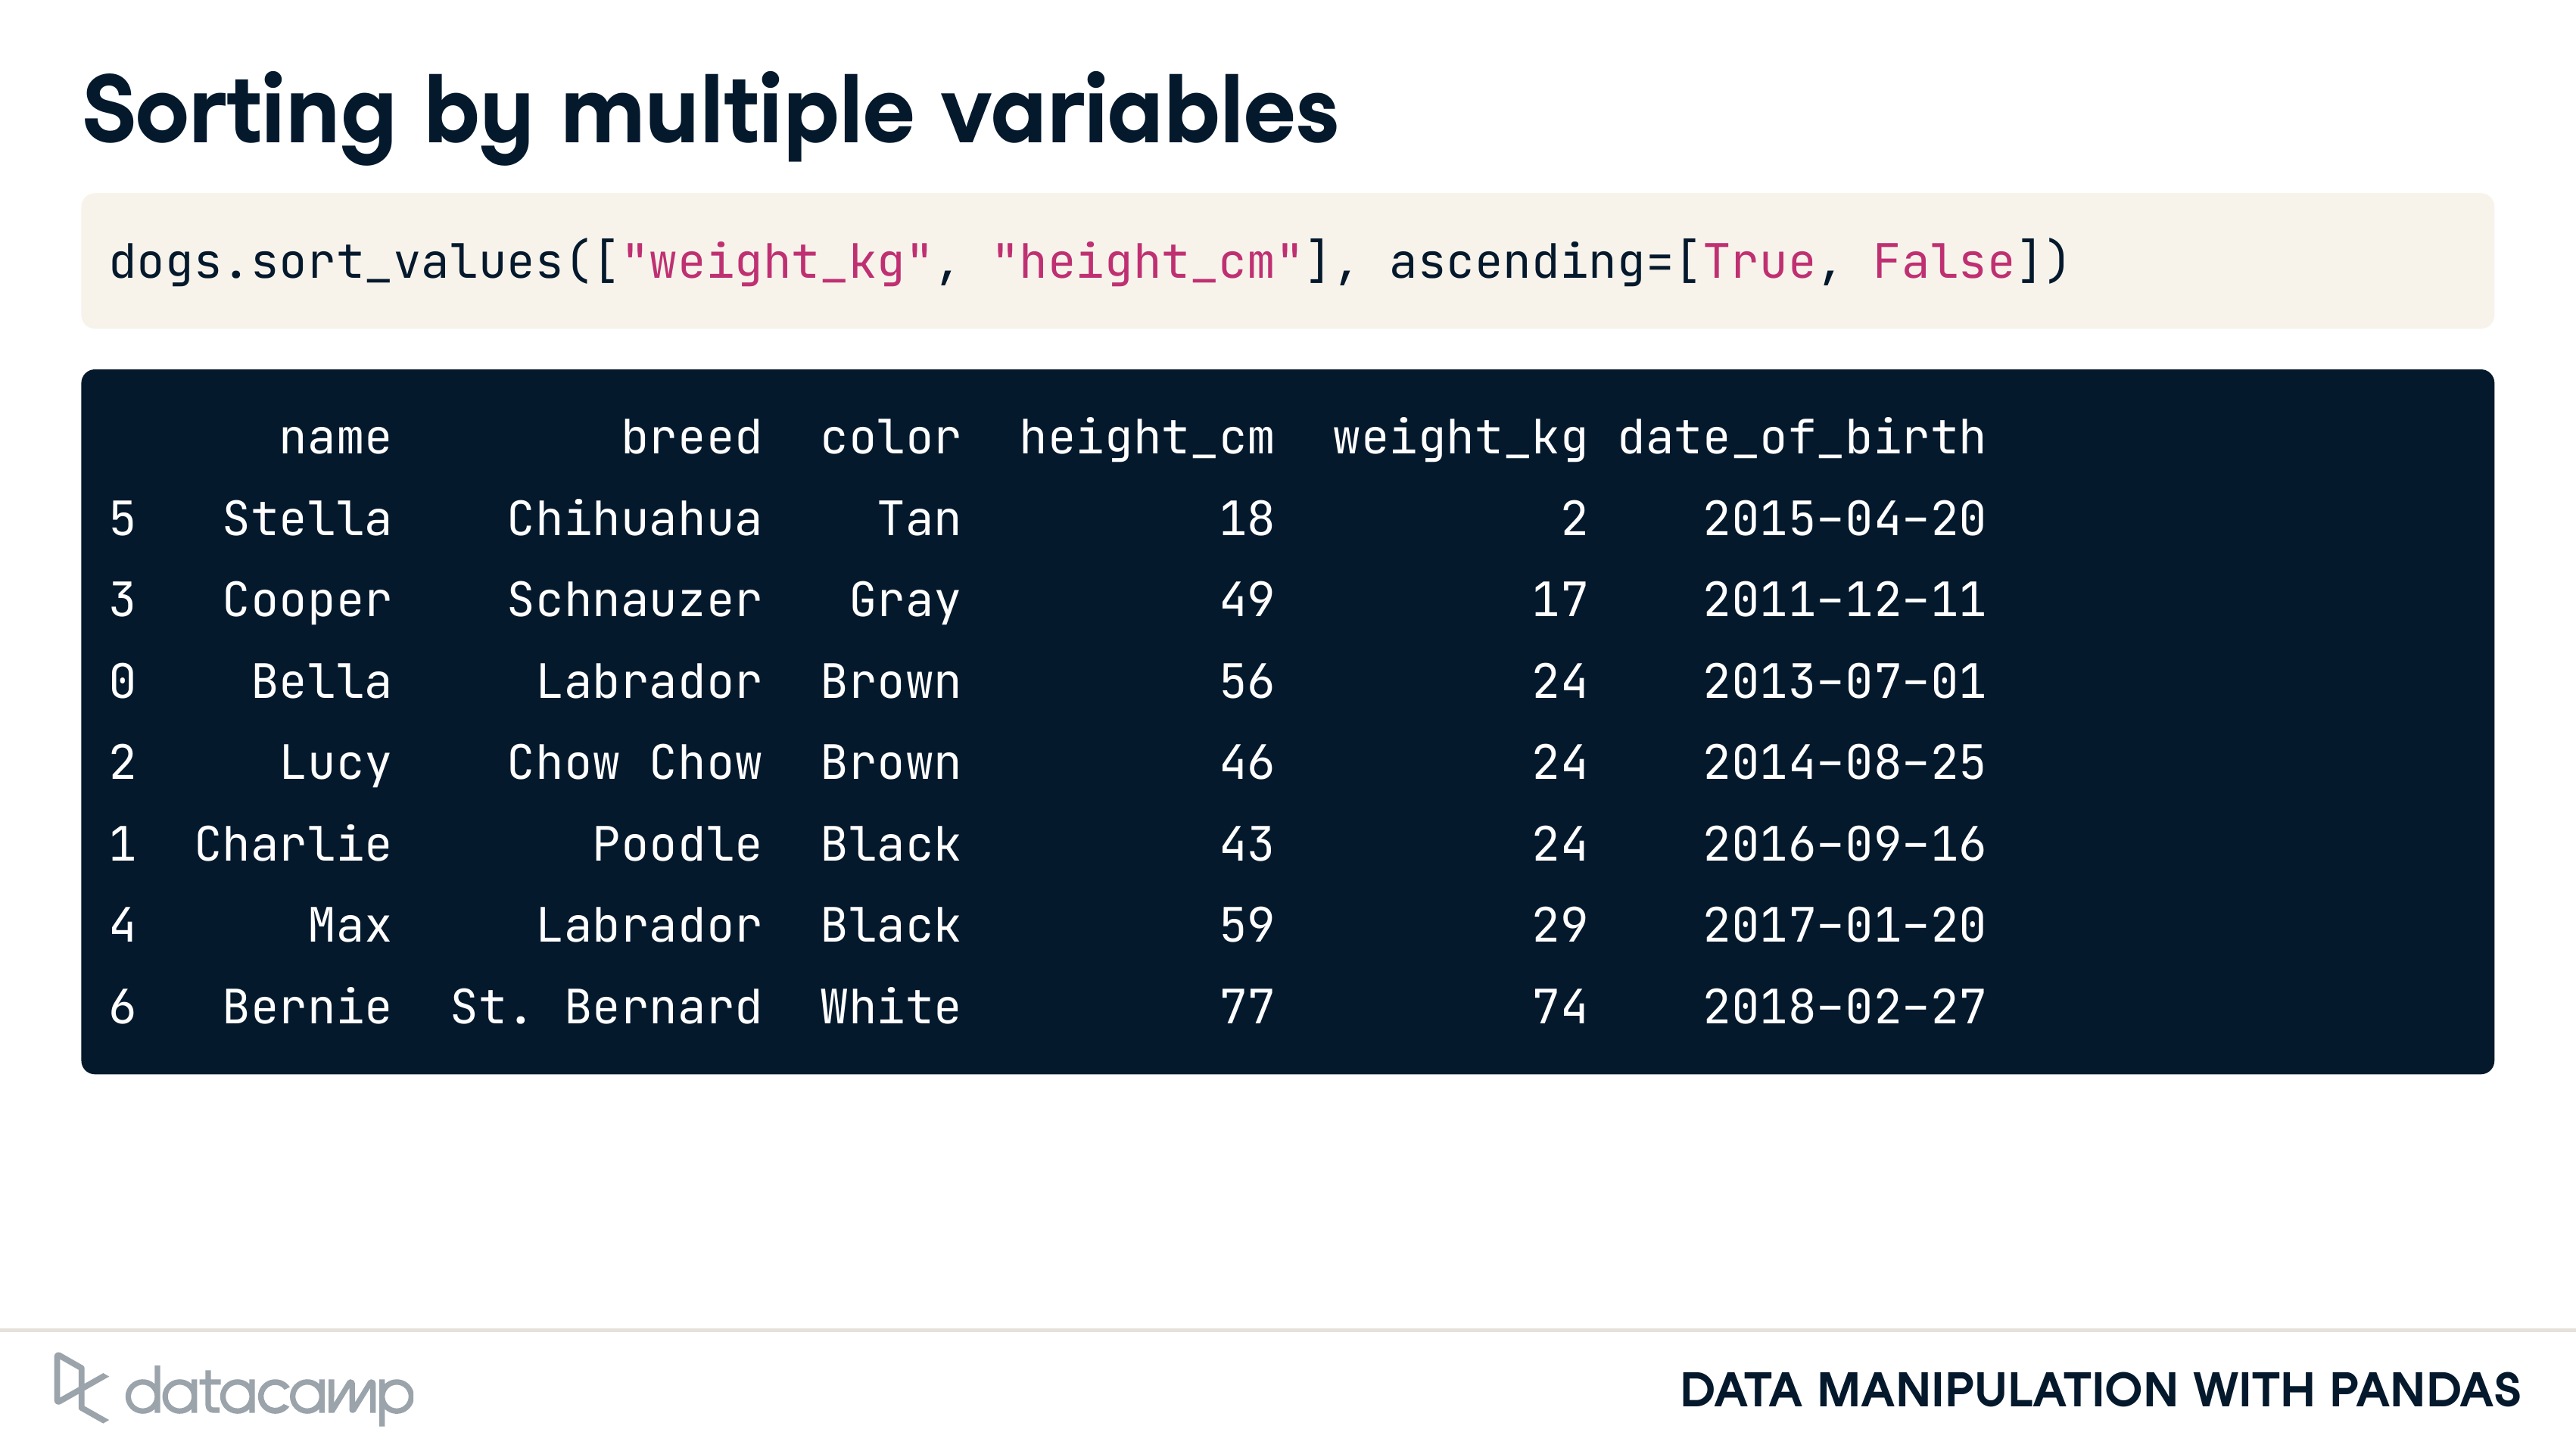 Sorting by multiple variables
dogs.sort_values(["weight_kg", "height_cm"], ascending=[True, False])
name breed color height_cm weight_kg date_of_birth
5 Stella Chihuahua Tan 18 2 2015-04-20
3 Cooper Schnauzer Gray 49 17 2011-12-11
0 Bella Labrador Brown 56 24 2013-07-01
2 Lucy Chow Chow Brown 46 24 2014-08-25
1 Charlie Poodle Black 43 24 2016-09-16
4 Max Labrador Black 59 29 2017-01-20
6 Bernie St. Bernard White 77 74 2018-02-27
datacamp
DATA MANIPULATION WITH PANDAS